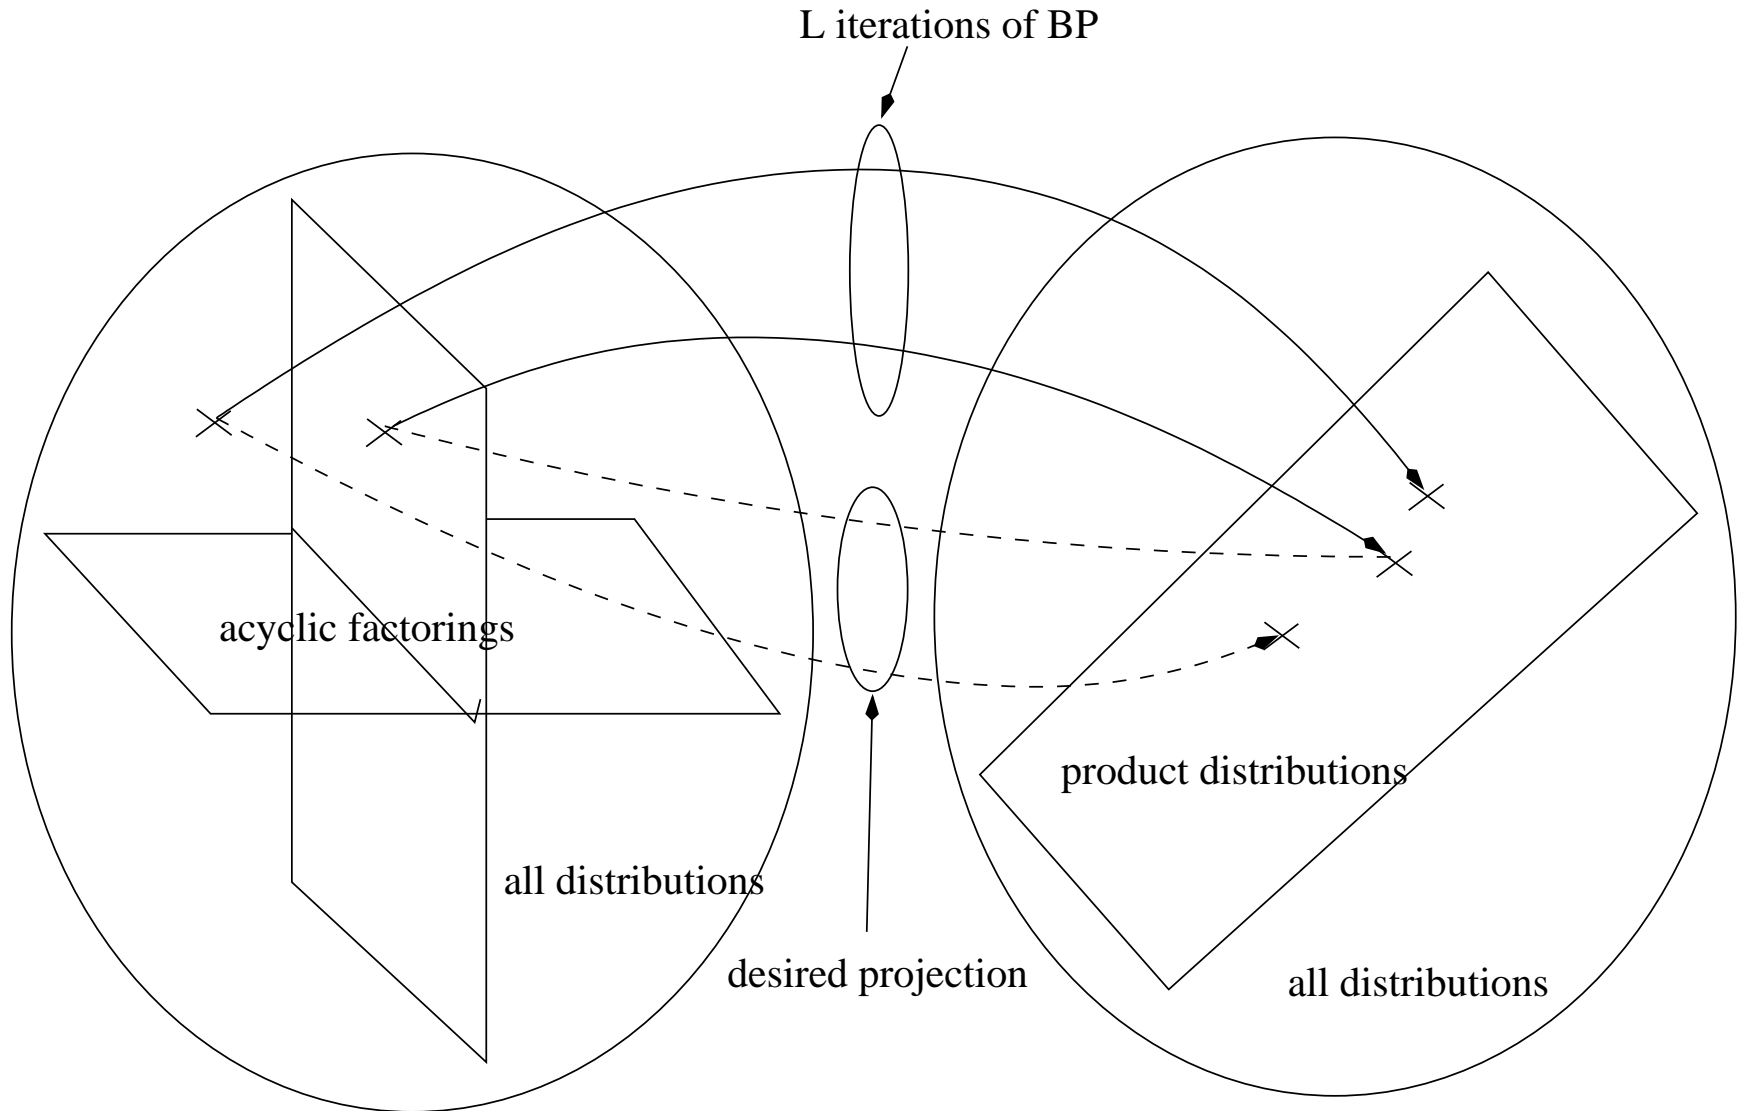 L iterations of BP
acyclic factorings
product distributions
all distributions
desired projection
all distributions